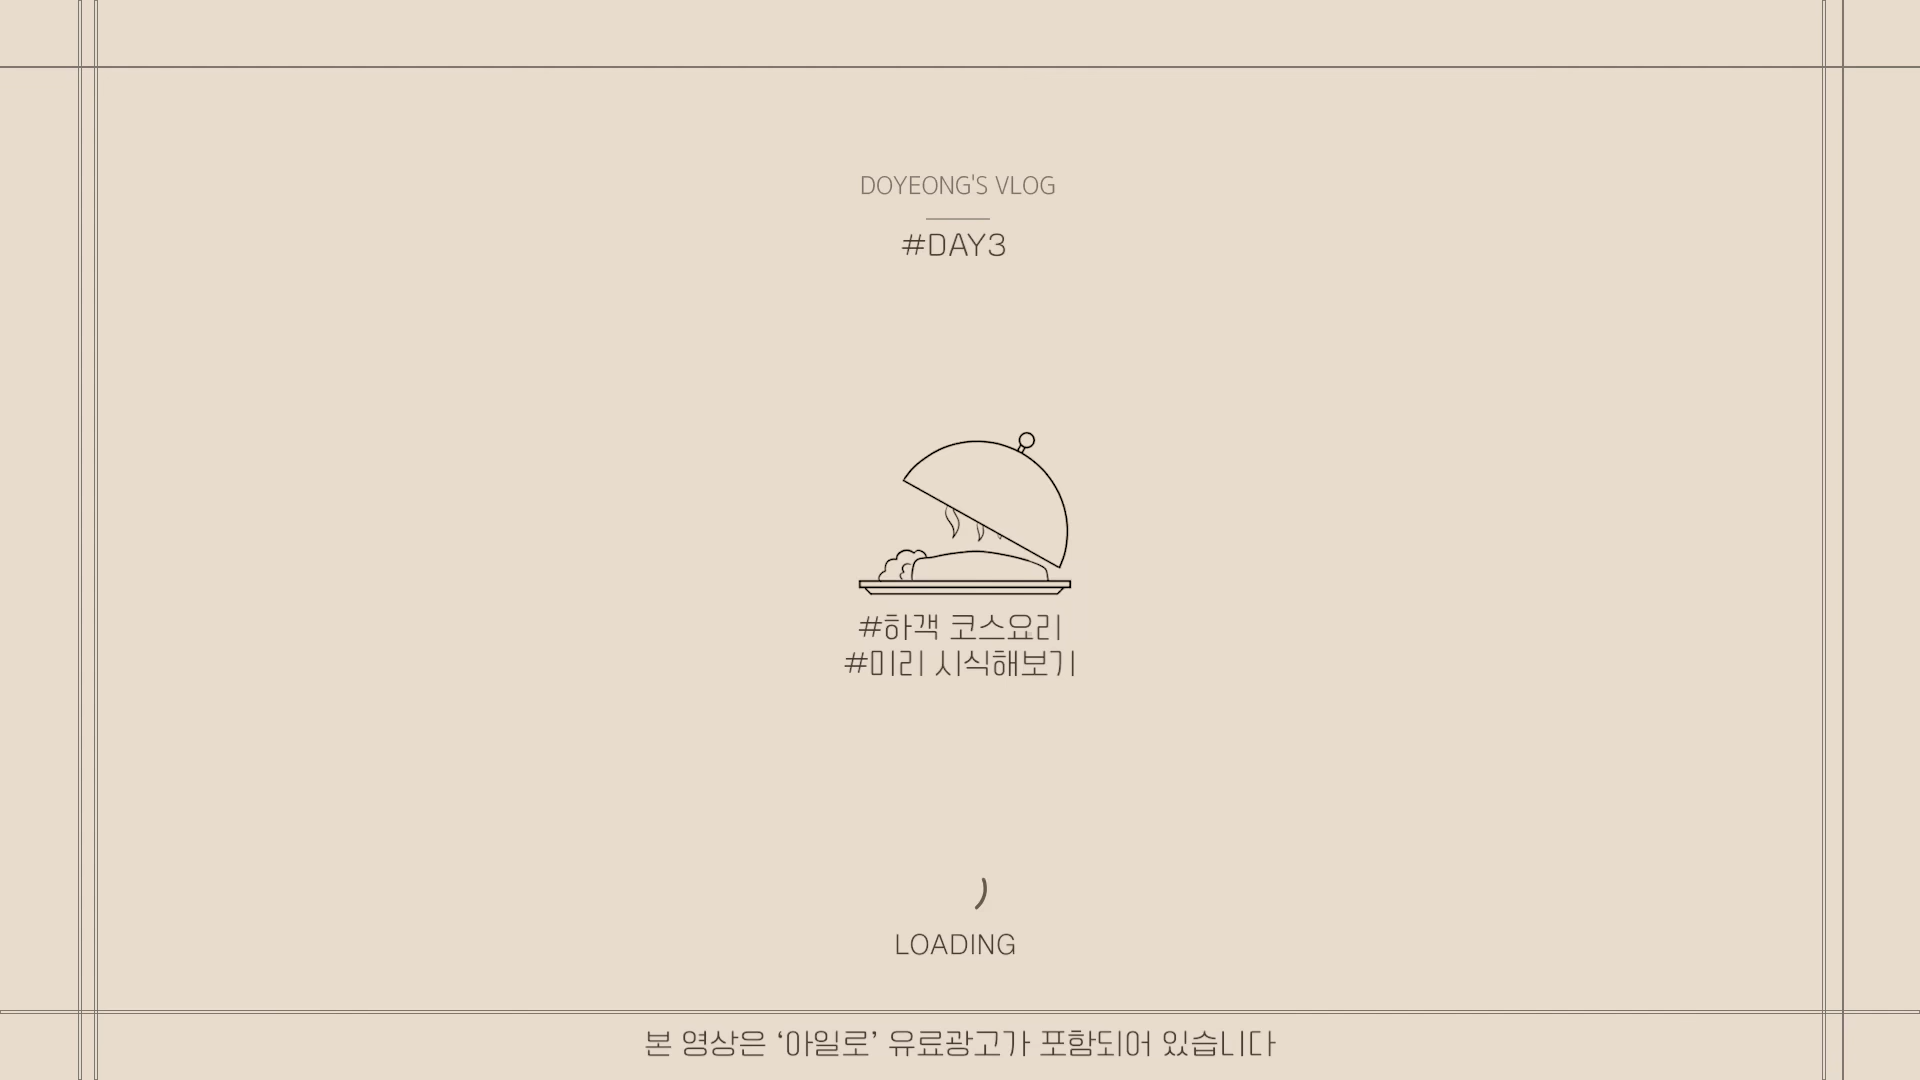 DOYEONG'S VLOG
#DAY3
#하객 코스요리
#미리 시식해보기
LOADING
본 영상은 ‘아일로’ 유료광고가 포함되어 있습니다